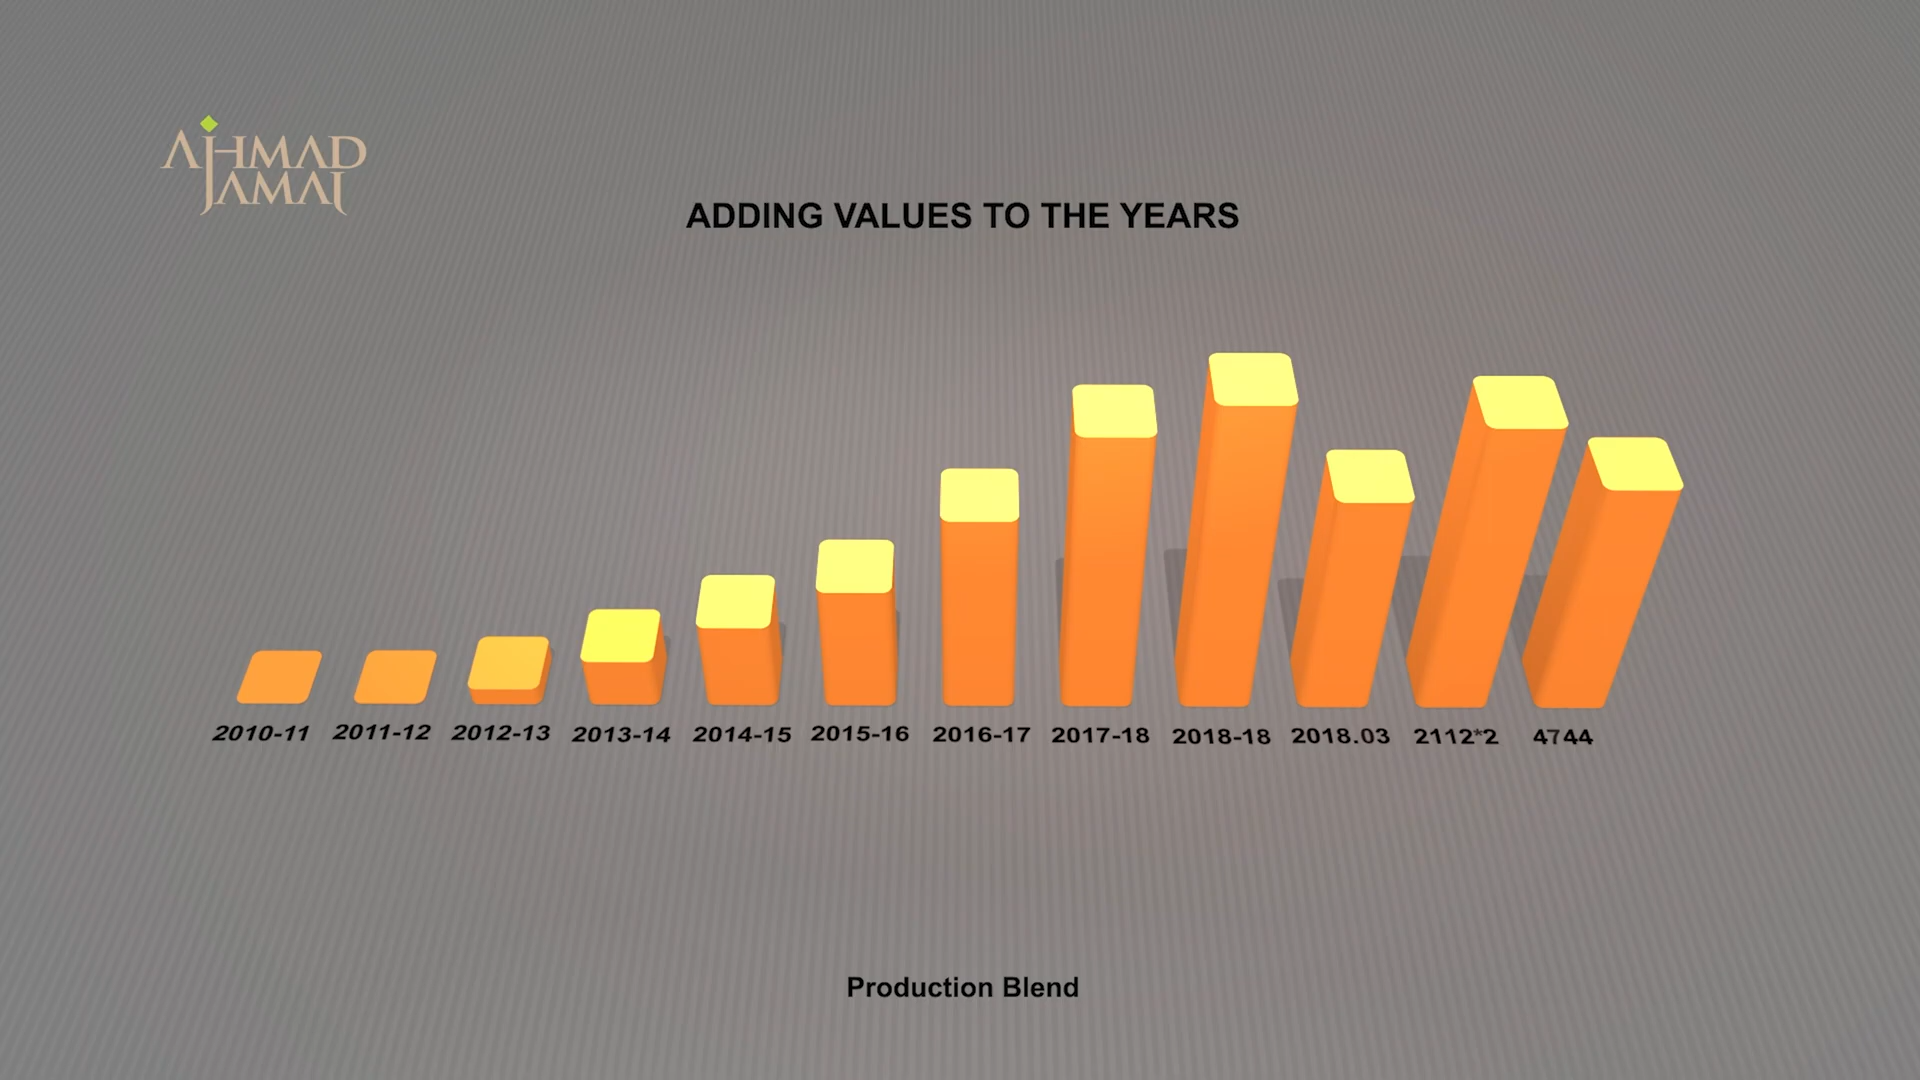 AHMAD
JAMAL
ADDING VALUES TO THE YEARS
2010-11 2011-12 2012-13 2013-14 2014-15 2015-16 2016-17 2017-18 2018-18 2018.03 2112*2 4744
Production Blend